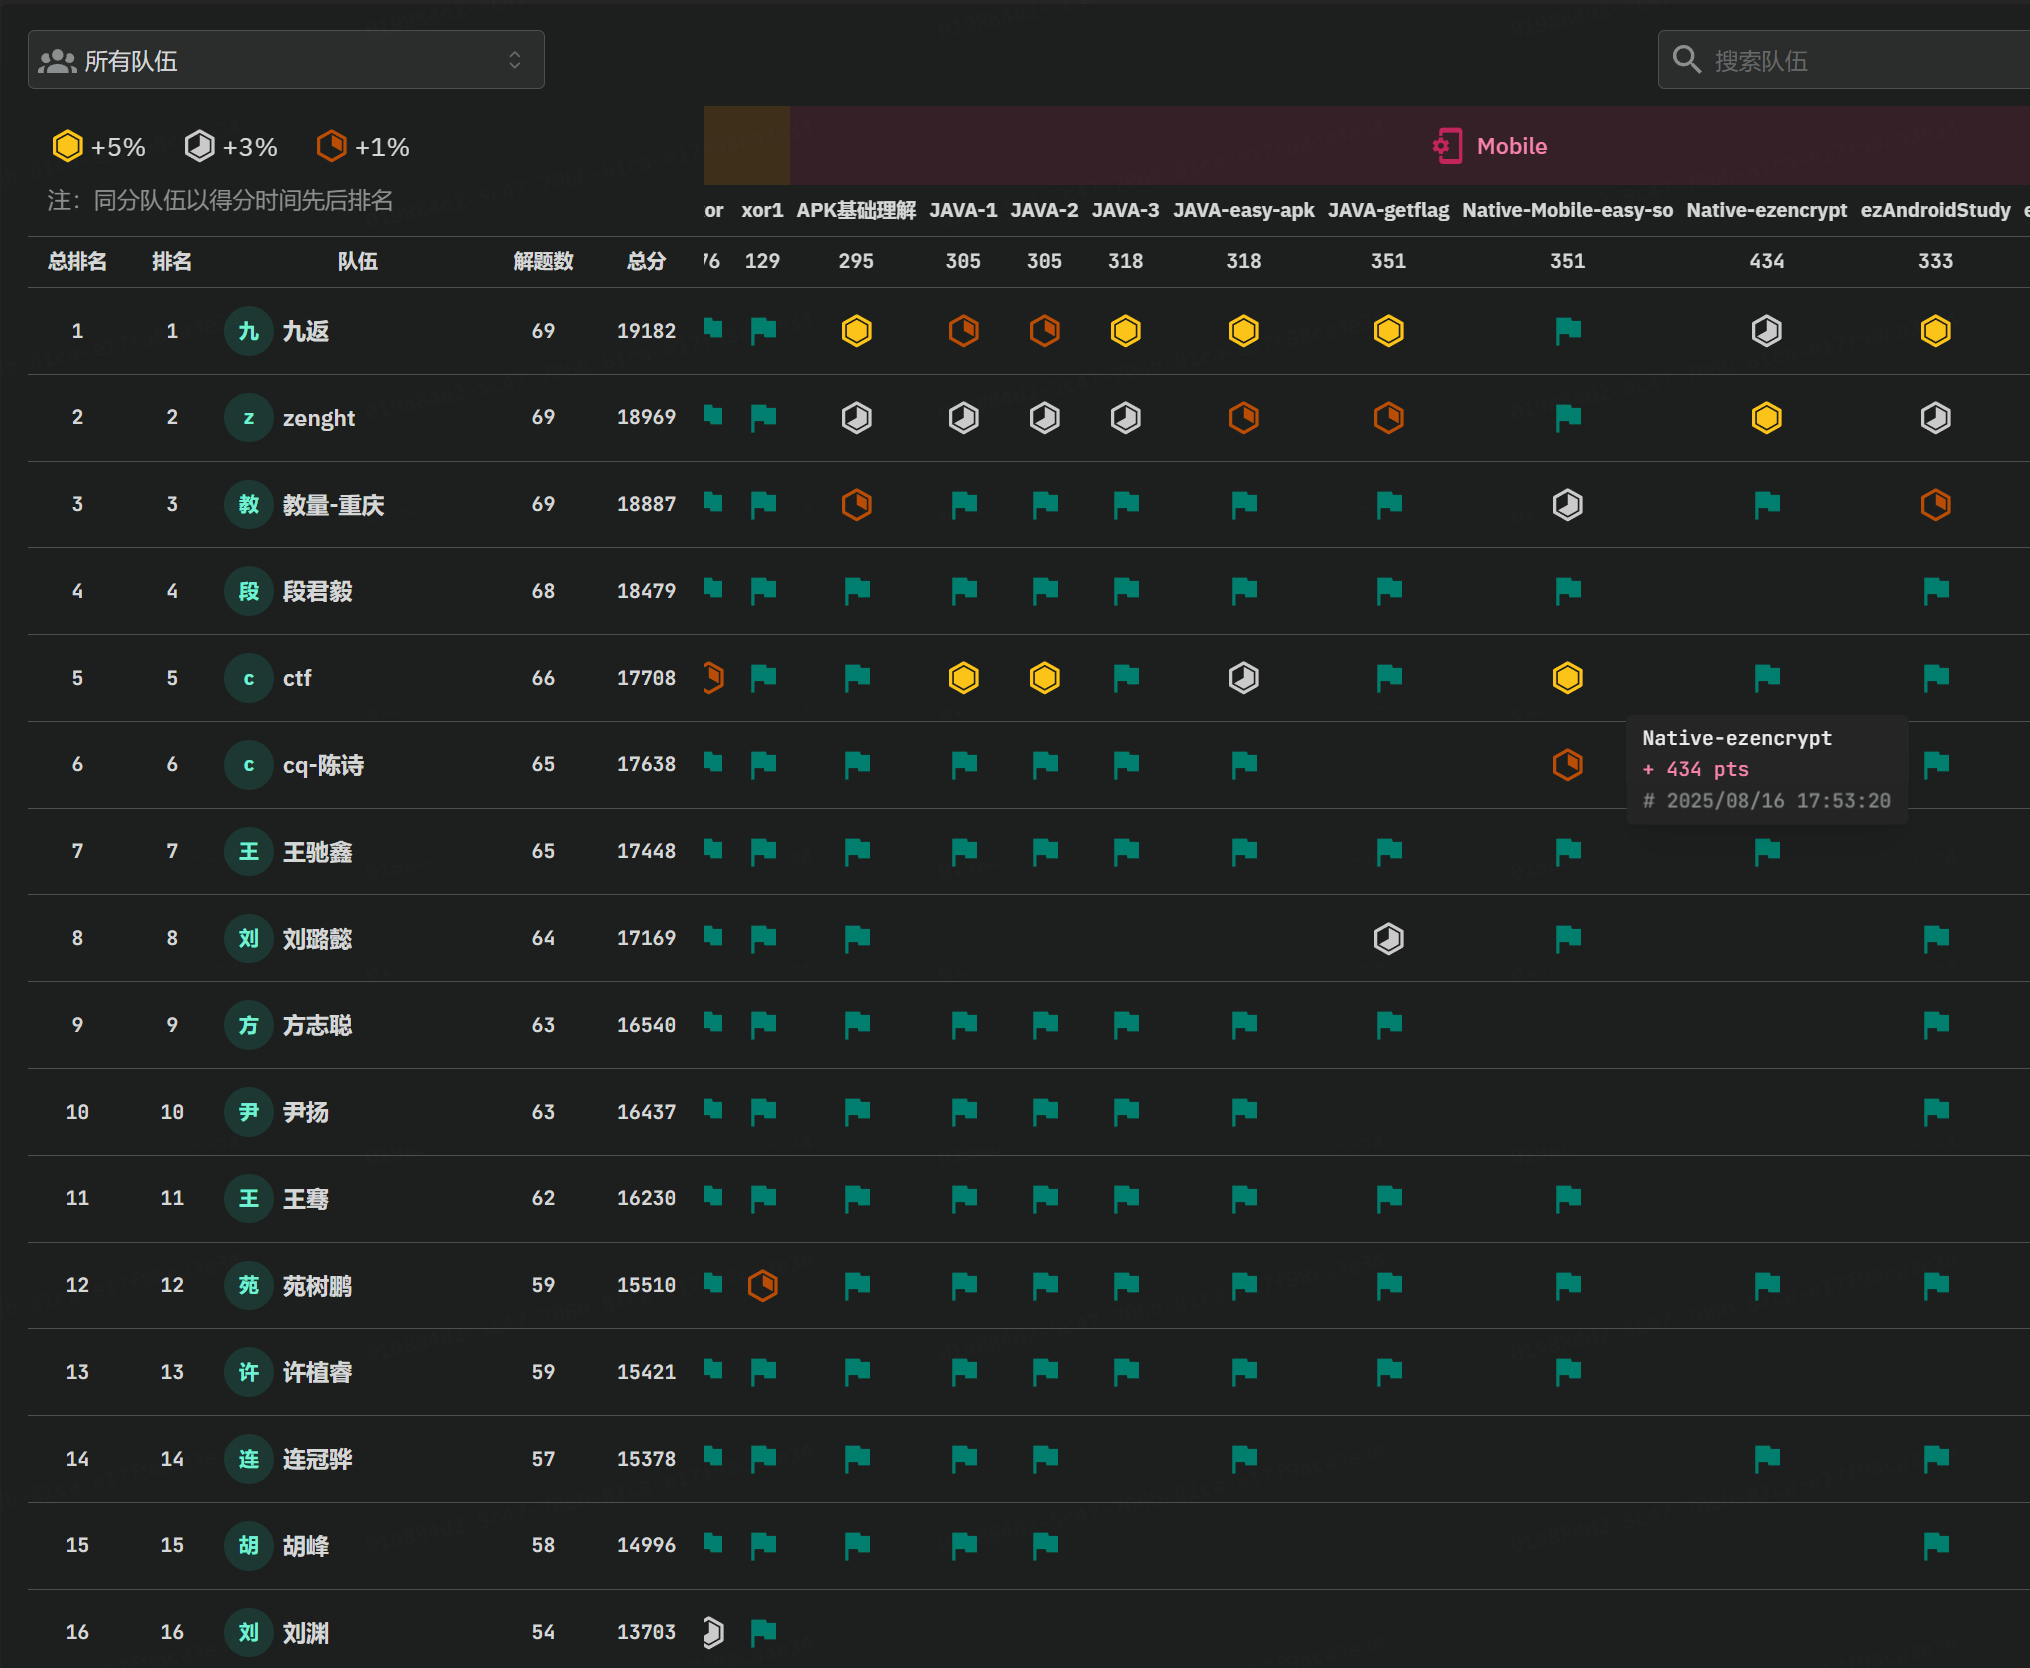 所有队伍
搜索队伍
+5% +3% +1%
Mobile
注：同分队伍以得分时间先后排名
or xor1 APK基础理解 JAVA-1 JAVA-2 JAVA-3 JAVA-easy-apk JAVA-getflag Native-Mobile-easy-so Native-ezencrypt ezAndroidStudy
总排名 排名 队伍 解题数 总分 76 129 295 305 305 318 318 351 351 434 333
1 1 九 九返 69 19182
2 2 z zenght 69 18969
3 3 教 教量-重庆 69 18887
4 4 段 段君毅 68 18479
5 5 c ctf 66 17708
6 6 c cq-陈诗 65 17638
Native-ezencrypt
+ 434 pts
# 2025/08/16 17:53:20
7 7 王 王驰鑫 65 17448
8 8 刘 刘璐懿 64 17169
9 9 方 方志聪 63 16540
10 10 尹 尹扬 63 16437
11 11 王 王骞 62 16230
12 12 苑 苑树鹏 59 15510
13 13 许 许植睿 59 15421
14 14 连 连冠骅 57 15378
15 15 胡 胡峰 58 14996
16 16 刘 刘渊 54 13703